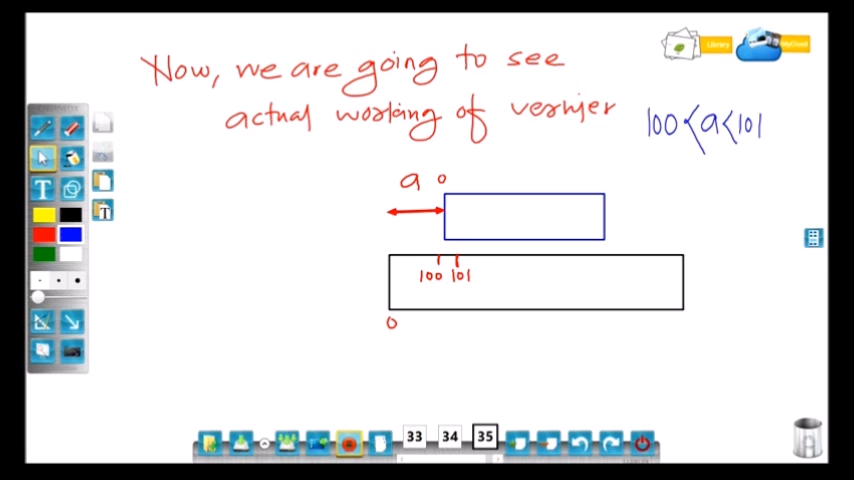 Library
MyCloud
Now, we are going to see
actual working of vernier
100<a<101
a 0
100 101
0
T
T
33 34 35